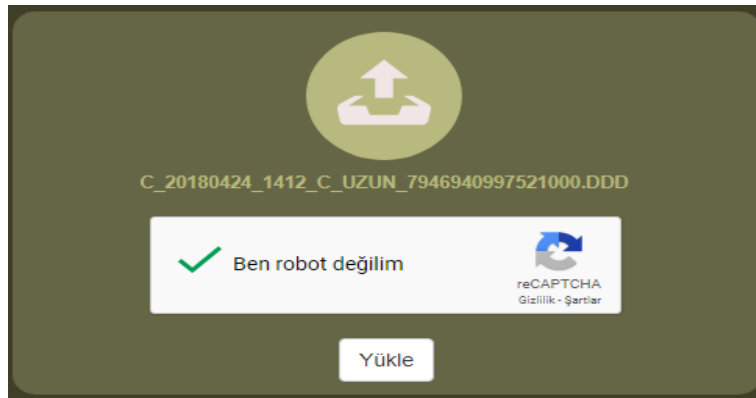 C_20180424_1412_C_UZUN_7946940997521000.DDD
Ben robot değilim
reCAPTCHA
Gizlilik - Şartlar
Yükle